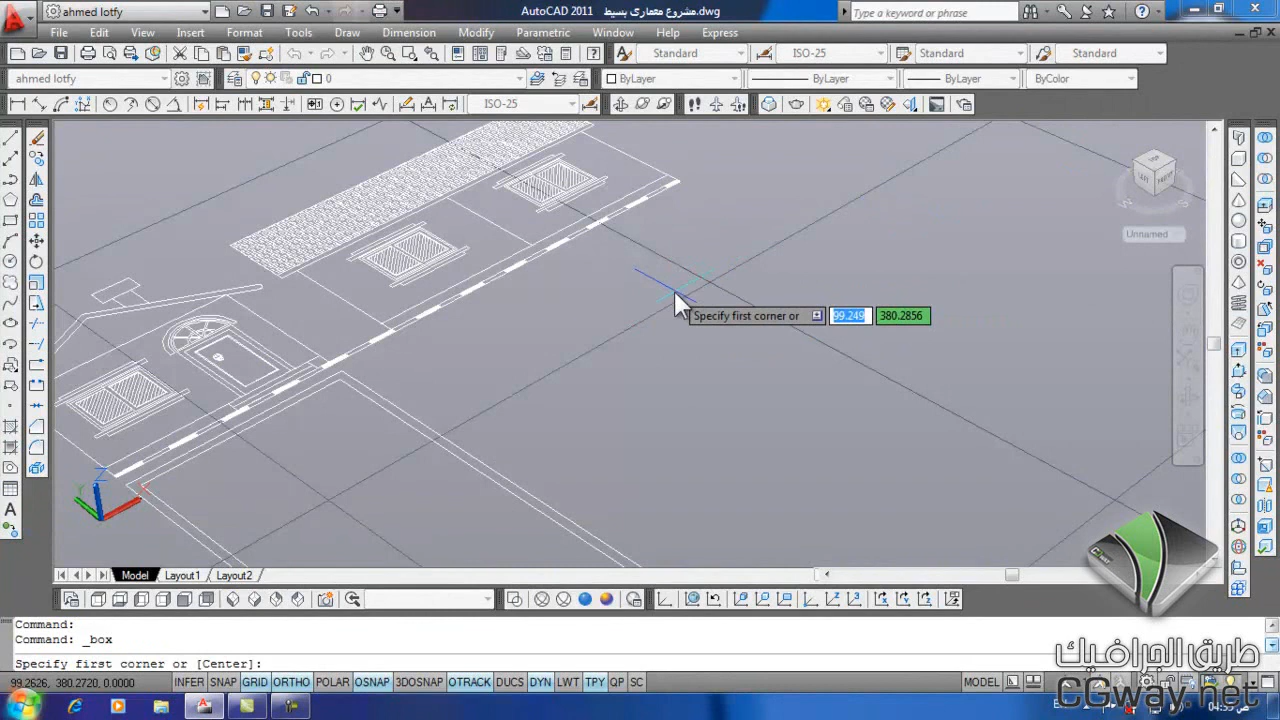 ahmed lotfy
AutoCAD 2011 مشروع معمارى بسيط.dwg
Type a keyword or phrase
File Edit View Insert Format Tools Draw Dimension Modify Parametric Window Help Express
Standard ISO-25 Standard Standard
ahmed lotfy 0 ByLayer ByLayer ByLayer ByColor
ISO-25
Unnamed
Specify first corner or 99.249 380.2856
Z
Model Layout1 Layout2
Command:
Command: _box
Specify first corner or [Center]:
99.2626, 380.2720, 0.0000 INFER SNAP GRID ORTHO POLAR OSNAP 3DOSNAP OTRACK DUCS DYN LWT TPY QP SC MODEL
طريق الجرافيك
CGway.net